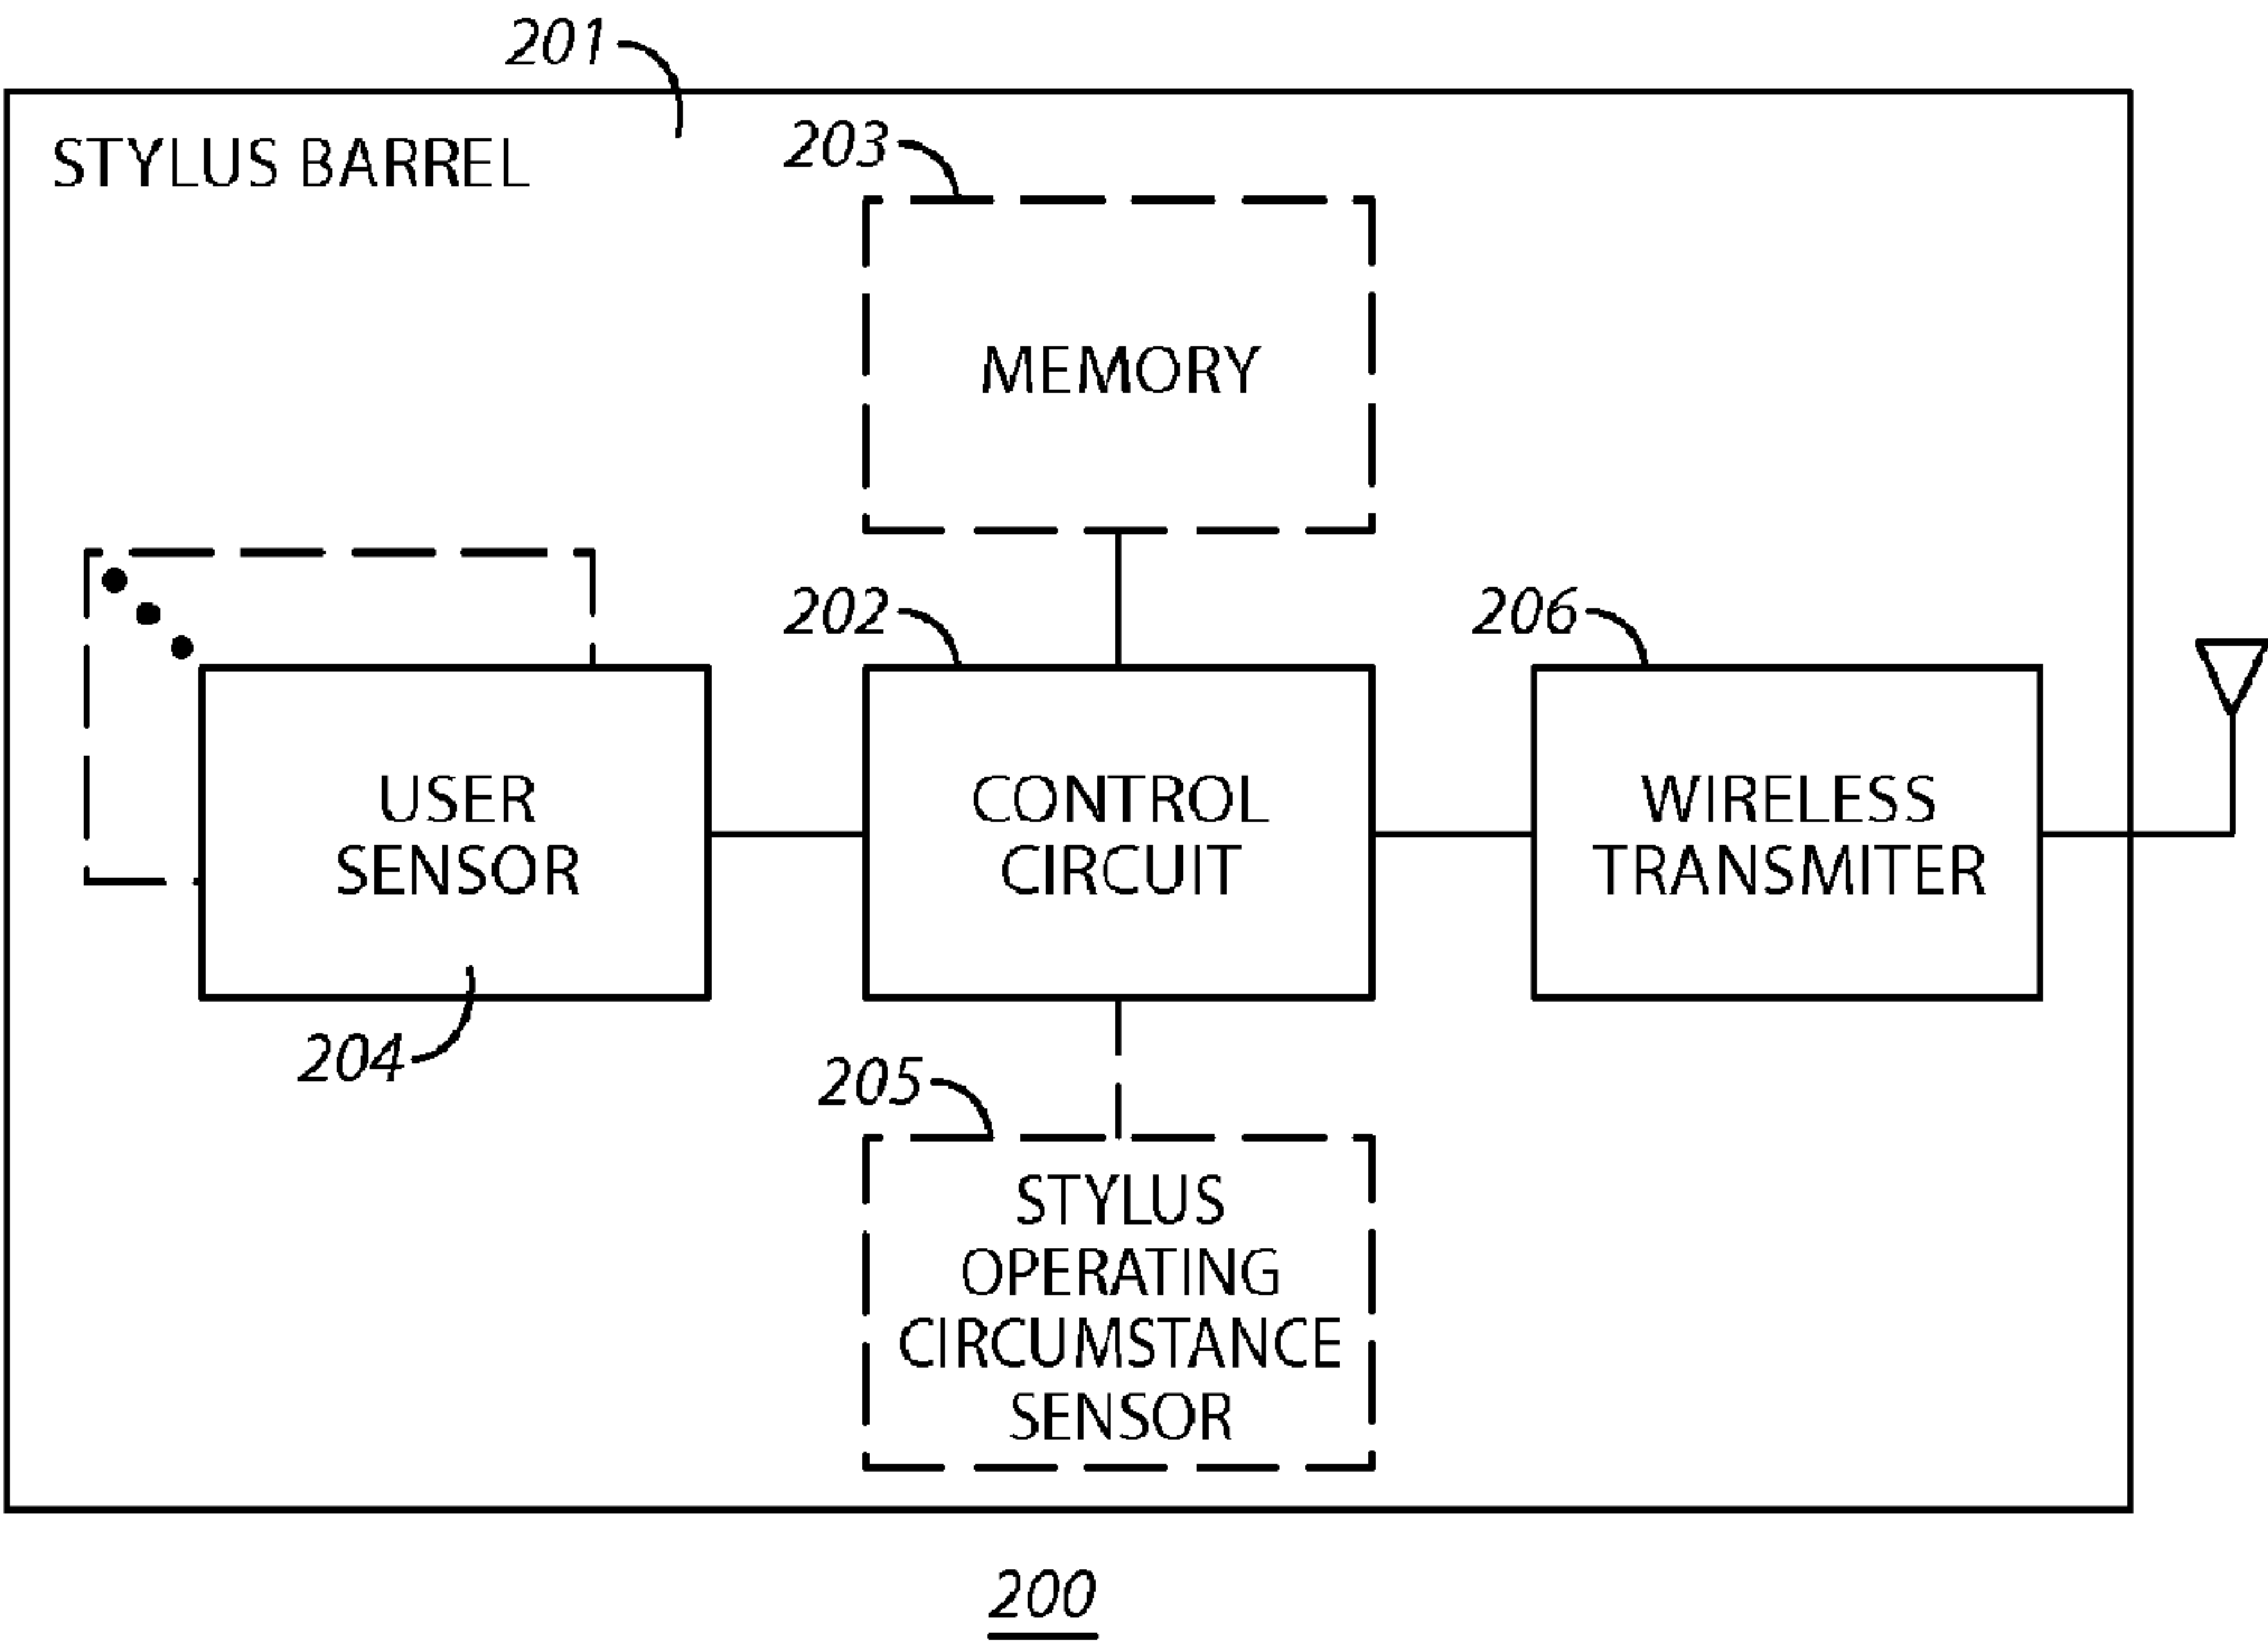 201
STYLUS BARREL
203
MEMORY
202
206
USER
SENSOR
CONTROL
CIRCUIT
WIRELESS
TRANSMITER
204
205
STYLUS
OPERATING
CIRCUMSTANCE
SENSOR
200